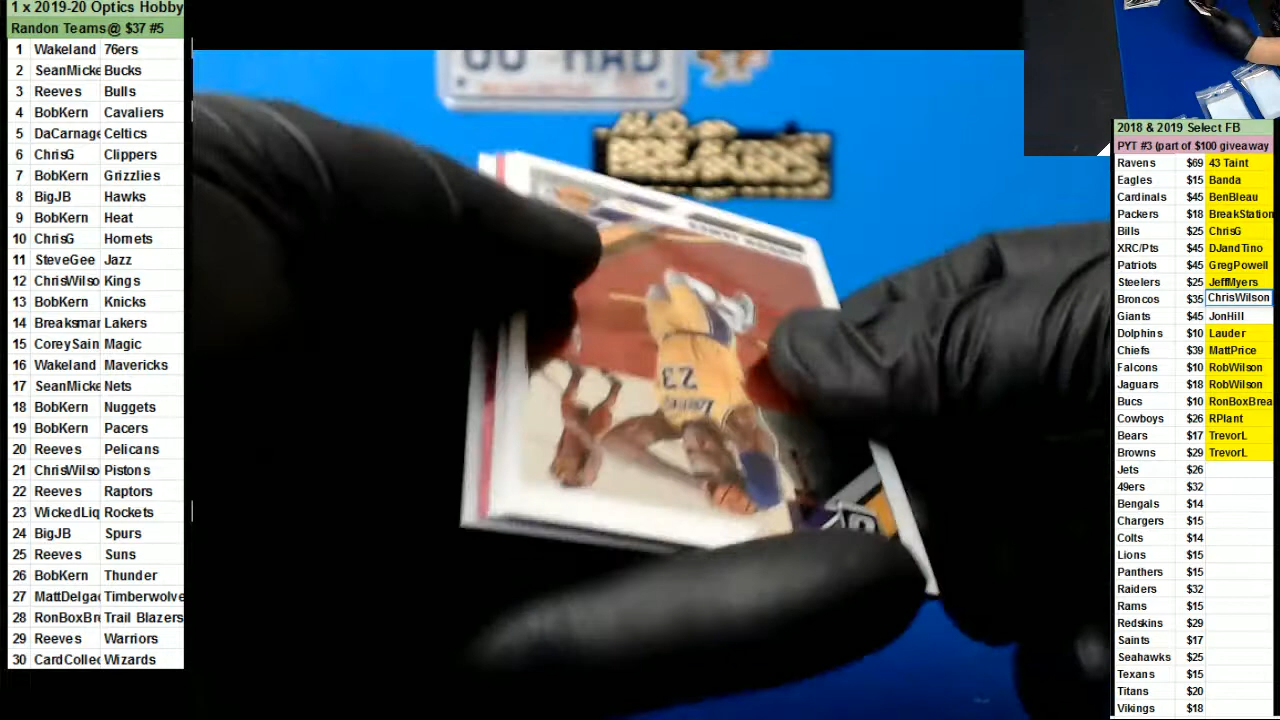 1 x 2019-20 Optics Hobby
Randon Teams@ $37 #5
1 Wakeland 76ers
2 SeanMicke Bucks
3 Reeves Bulls
4 BobKern Cavaliers
5 DaCarnage Celtics
6 ChrisG Clippers
7 BobKern Grizzlies
8 BigJB Hawks
9 BobKern Heat
10 ChrisG Hornets
11 SteveGee Jazz
12 ChrisWilso Kings
13 BobKern Knicks
14 Breaksmar Lakers
15 CoreySain Magic
16 Wakeland Mavericks
17 SeanMicke Nets
18 BobKern Nuggets
19 BobKern Pacers
20 Reeves Pelicans
21 ChrisWilso Pistons
22 Reeves Raptors
23 WickedLiq Rockets
24 BigJB Spurs
25 Reeves Suns
26 BobKern Thunder
27 MattDelgad Timberwolve
28 RonBoxBre Trail Blazers
29 Reeves Warriors
30 CardCollec Wizards
23
2018 & 2019 Select FB
PYT #3 (part of $100 giveaway
Ravens $69 43 Taint
Eagles $15 Banda
Cardinals $45 BenBleau
Packers $18 BreakStation
Bills $25 ChrisG
XRC/Pts $45 DJandTino
Patriots $45 GregPowell
Steelers $25 JeffMyers
Broncos $35 ChrisWilson
Giants $45 JonHill
Dolphins $10 Lauder
Chiefs $39 MattPrice
Falcons $10 RobWilson
Jaguars $18 RobWilson
Bucs $10 RonBoxBrea
Cowboys $26 RPlant
Bears $17 TrevorL
Browns $29 TrevorL
Jets $26
49ers $32
Bengals $14
Chargers $15
Colts $14
Lions $15
Panthers $15
Raiders $32
Rams $15
Redskins $29
Saints $17
Seahawks $25
Texans $15
Titans $20
Vikings $18